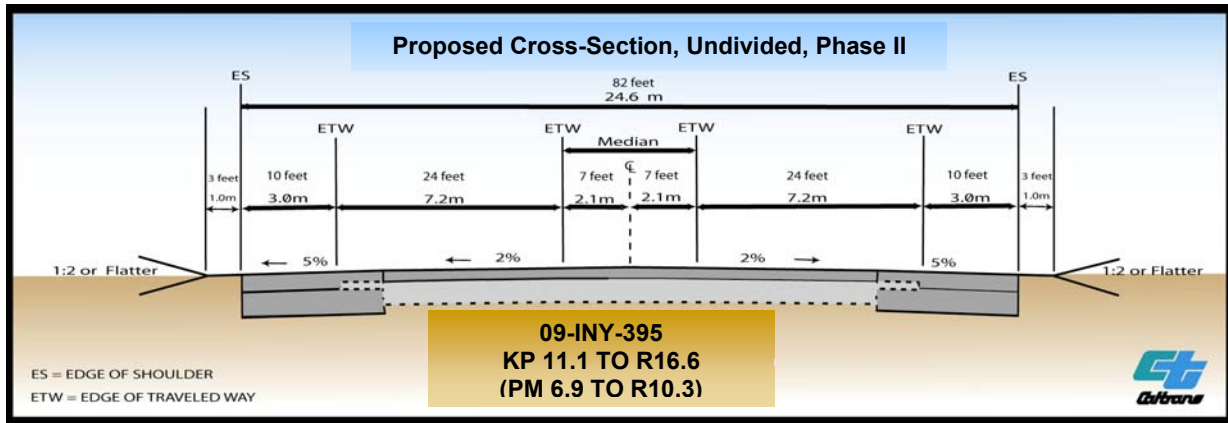 Proposed Cross-Section, Undivided, Phase II
ES
82 feet
24.6 m
ES
ETW
ETW
Median
ETW
ETW
3 feet
1.0m
10 feet
3.0m
24 feet
7.2m
7 feet
2.1m
℄
7 feet
2.1m
24 feet
7.2m
10 feet
3.0m
3 feet
1.0m
1:2 or Flatter
← 5%
← 2%
2% →
5%
1:2 or Flatter
09-INY-395
KP 11.1 TO R16.6
(PM 6.9 TO R10.3)
ES = EDGE OF SHOULDER
ETW = EDGE OF TRAVELED WAY
ct
Caltrans